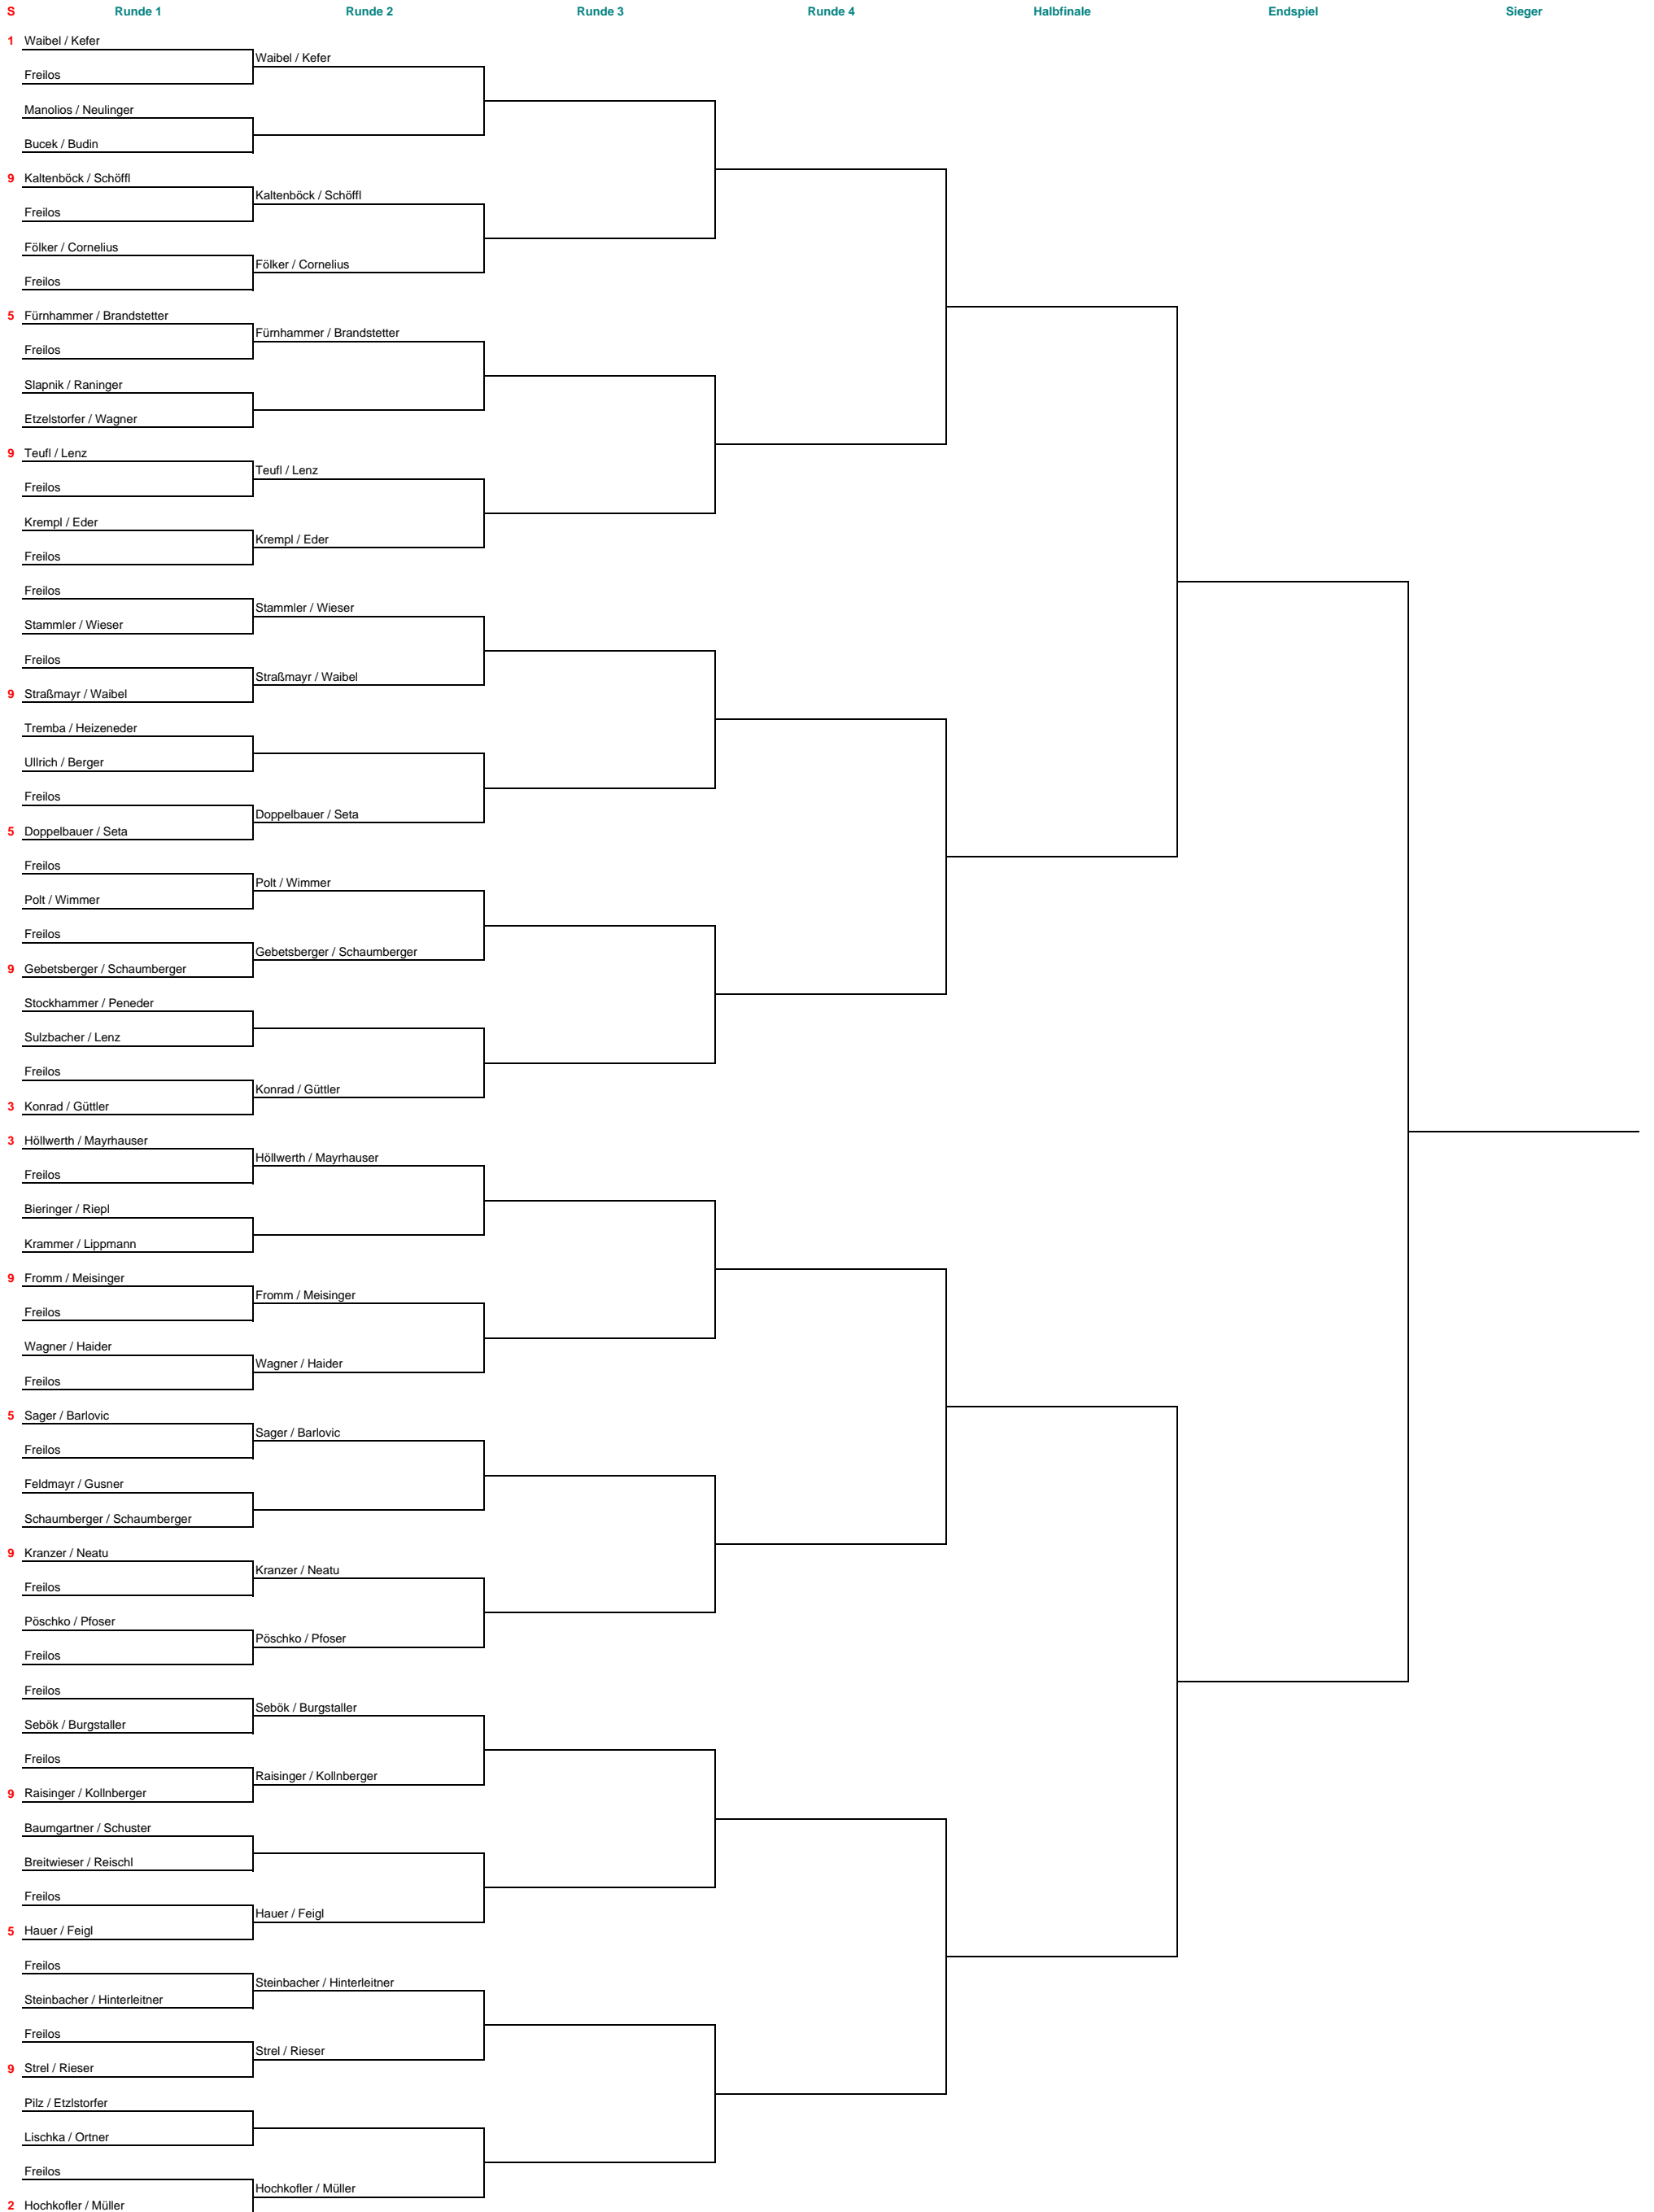 S Runde 1 Runde 2 Runde 3 Runde 4 Halbfinale Endspiel Sieger
1 Waibel / Kefer
Waibel / Kefer
Freilos
Manolios / Neulinger
Bucek / Budin
9 Kaltenböck / Schöffl
Kaltenböck / Schöffl
Freilos
Fölker / Cornelius
Fölker / Cornelius
Freilos
5 Fürnhammer / Brandstetter
Fürnhammer / Brandstetter
Freilos
Slapnik / Raninger
Etzelstorfer / Wagner
9 Teufl / Lenz
Teufl / Lenz
Freilos
Krempl / Eder
Krempl / Eder
Freilos
Freilos
Stammler / Wieser
Stammler / Wieser
Freilos
Straßmayr / Waibel
9 Straßmayr / Waibel
Tremba / Heizeneder
Ullrich / Berger
Freilos
Doppelbauer / Seta
5 Doppelbauer / Seta
Freilos
Polt / Wimmer
Polt / Wimmer
Freilos
Gebetsberger / Schaumberger
9 Gebetsberger / Schaumberger
Stockhammer / Peneder
Sulzbacher / Lenz
Freilos
Konrad / Güttler
3 Konrad / Güttler
3 Höllwerth / Mayrhauser
Höllwerth / Mayrhauser
Freilos
Bieringer / Riepl
Krammer / Lippmann
9 Fromm / Meisinger
Fromm / Meisinger
Freilos
Wagner / Haider
Wagner / Haider
Freilos
5 Sager / Barlovic
Sager / Barlovic
Freilos
Feldmayr / Gusner
Schaumberger / Schaumberger
9 Kranzer / Neatu
Kranzer / Neatu
Freilos
Pöschko / Pfoser
Pöschko / Pfoser
Freilos
Freilos
Sebök / Burgstaller
Sebök / Burgstaller
Freilos
Raisinger / Kollnberger
9 Raisinger / Kollnberger
Baumgartner / Schuster
Breitwieser / Reischl
Freilos
Hauer / Feigl
5 Hauer / Feigl
Freilos
Steinbacher / Hinterleitner
Steinbacher / Hinterleitner
Freilos
Strel / Rieser
9 Strel / Rieser
Pilz / Etzlstorfer
Lischka / Ortner
Freilos
Hochkofler / Müller
2 Hochkofler / Müller